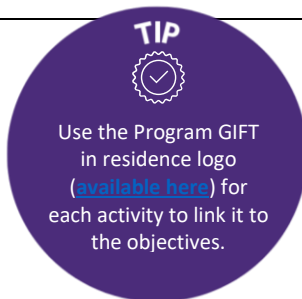 TIP
Use the Program GIFT
in residence logo
(available here) for
each activity to link it to
the objectives.